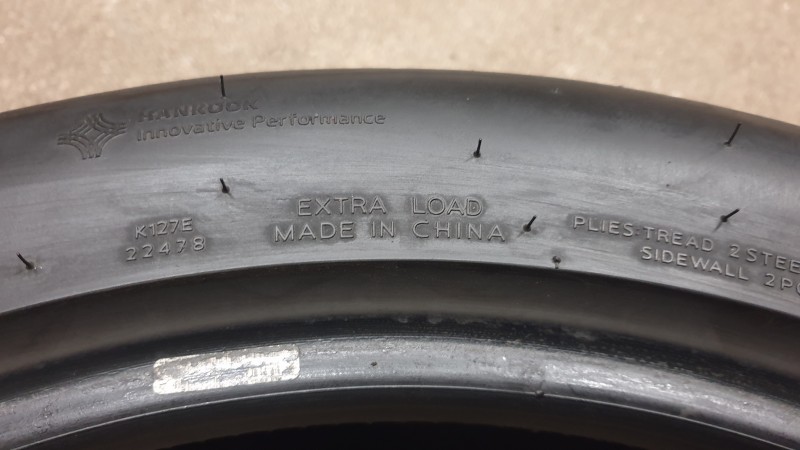 HANKOOK
Innovative Performance
EXTRA LOAD
MADE IN CHINA
K127E
22478
PLIES:TREAD 2STEE
SIDEWALL 2P